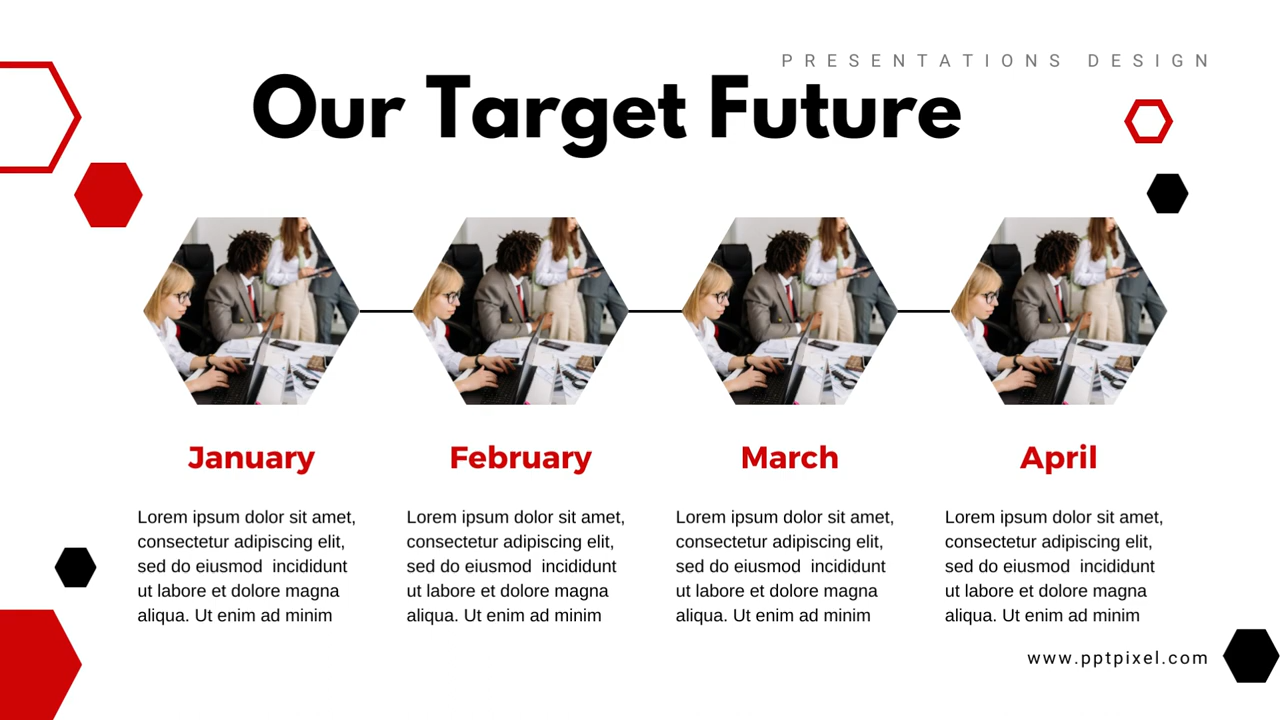 PRESENTATIONS DESIGN
Our Target Future
January
Lorem ipsum dolor sit amet,
consectetur adipiscing elit,
sed do eiusmod  incididunt
ut labore et dolore magna
aliqua. Ut enim ad minim
February
Lorem ipsum dolor sit amet,
consectetur adipiscing elit,
sed do eiusmod  incididunt
ut labore et dolore magna
aliqua. Ut enim ad minim
March
Lorem ipsum dolor sit amet,
consectetur adipiscing elit,
sed do eiusmod  incididunt
ut labore et dolore magna
aliqua. Ut enim ad minim
April
Lorem ipsum dolor sit amet,
consectetur adipiscing elit,
sed do eiusmod  incididunt
ut labore et dolore magna
aliqua. Ut enim ad minim
www.pptpixel.com